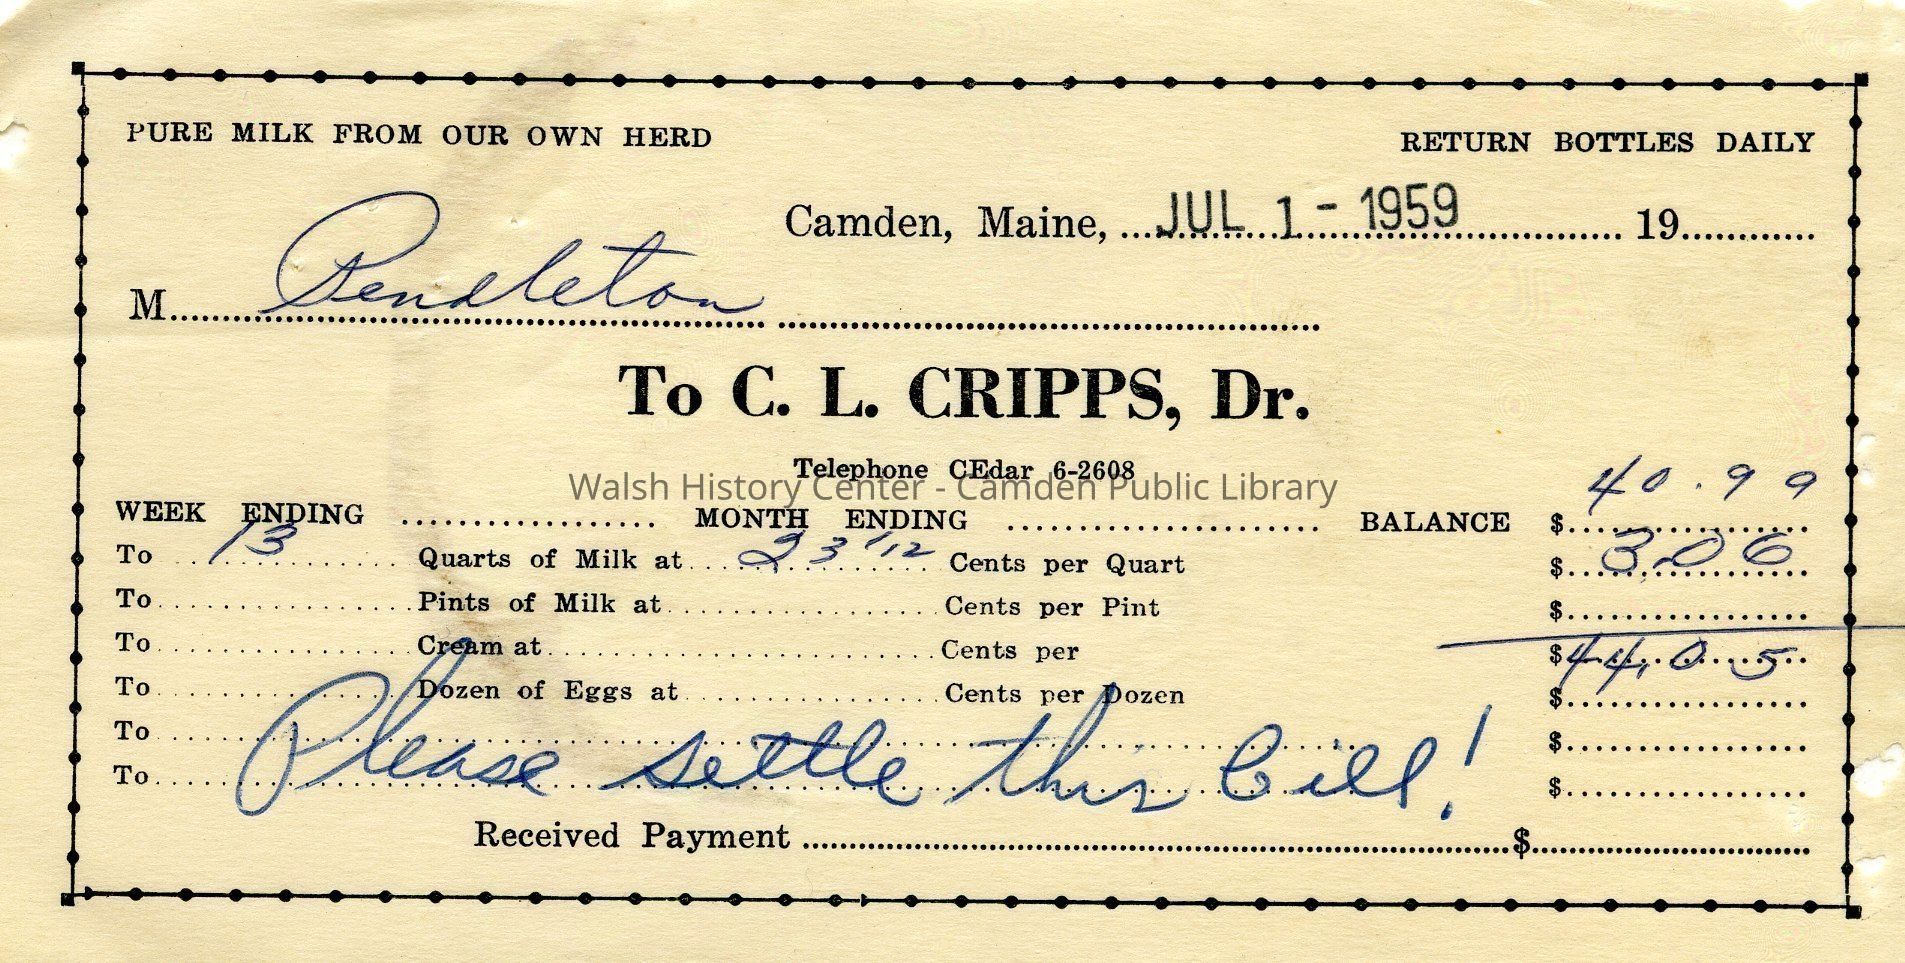 PURE MILK FROM OUR OWN HERD RETURN BOTTLES DAILY
Camden, Maine, JUL 1 - 1959 19
M Pendleton
To C. L. CRIPPS, Dr.
Telephone CEdar 6-2608
Walsh History Center - Camden Public Library
40.99
WEEK ENDING MONTH ENDING BALANCE $
To 13 Quarts of Milk at 23 1/12 Cents per Quart $ 3.06
To Pints of Milk at Cents per Pint $
To Cream at Cents per $ 44.05
To Dozen of Eggs at Cents per Dozen $
To $
To Please settle this bill! $
Received Payment $